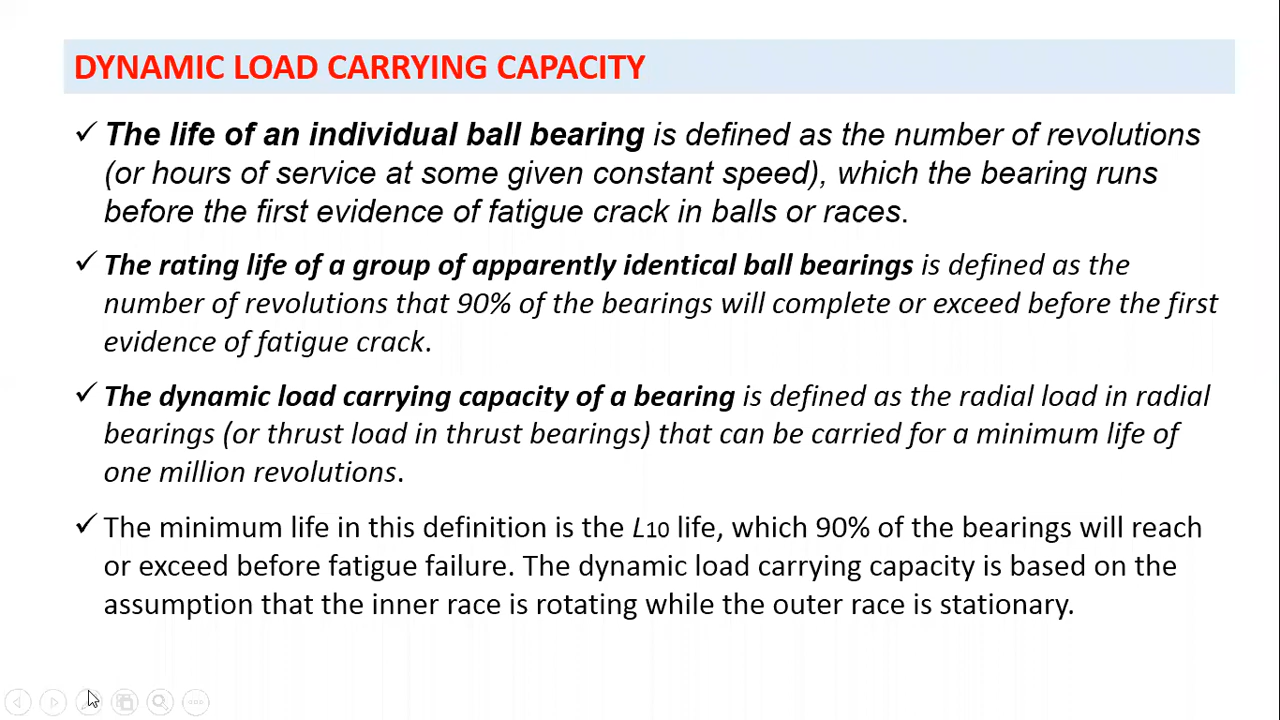 DYNAMIC LOAD CARRYING CAPACITY
✓ The life of an individual ball bearing is defined as the number of revolutions
(or hours of service at some given constant speed), which the bearing runs
before the first evidence of fatigue crack in balls or races.
✓ The rating life of a group of apparently identical ball bearings is defined as the
number of revolutions that 90% of the bearings will complete or exceed before the first
evidence of fatigue crack.
✓ The dynamic load carrying capacity of a bearing is defined as the radial load in radial
bearings (or thrust load in thrust bearings) that can be carried for a minimum life of
one million revolutions.
✓ The minimum life in this definition is the L10 life, which 90% of the bearings will reach
or exceed before fatigue failure. The dynamic load carrying capacity is based on the
assumption that the inner race is rotating while the outer race is stationary.